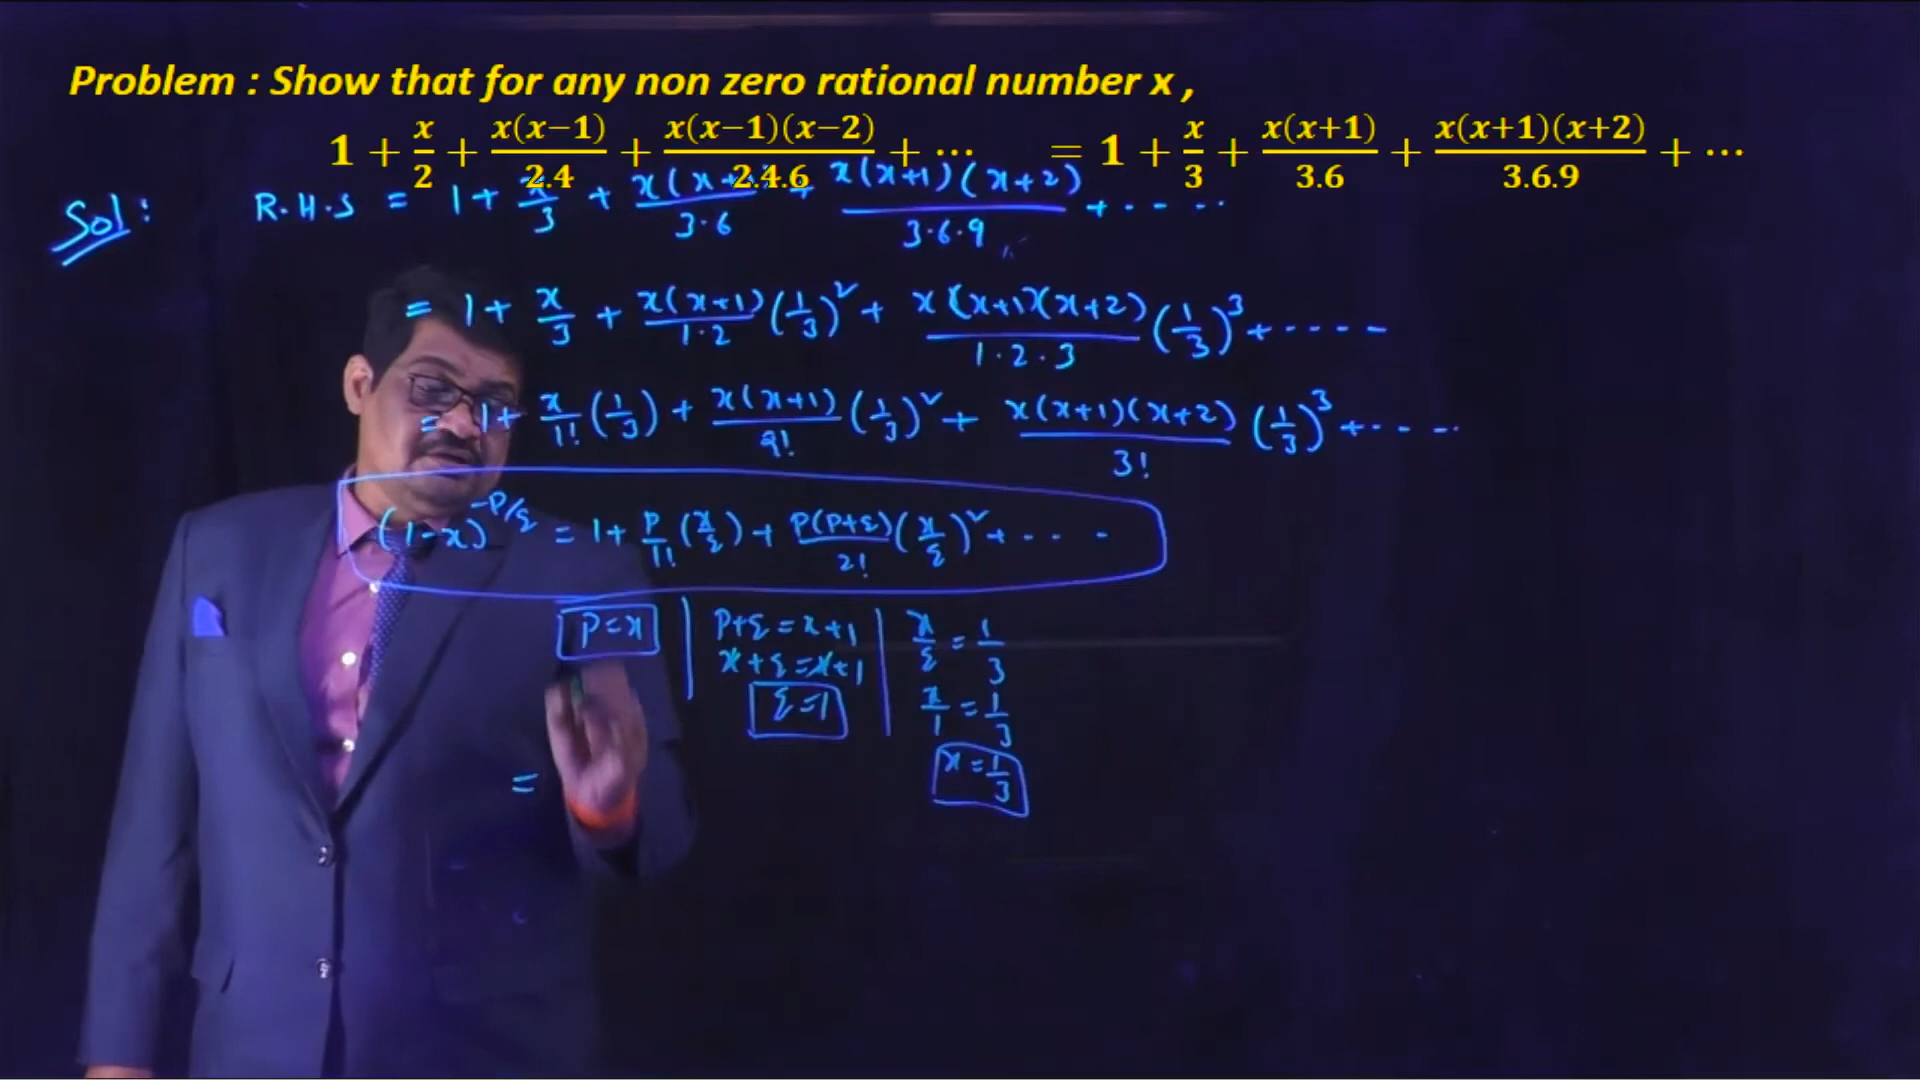 Problem : Show that for any non zero rational number x ,
1 + x/2 + x(x−1)/2.4 + x(x−1)(x−2)/2.4.6 + ⋯ = 1 + x/3 + x(x+1)/3.6 + x(x+1)(x+2)/3.6.9 + ⋯
Sol : R.H.S = 1 + x/3 + x(x+1)/3·6 + x(x+1)(x+2)/3·6·9 + - - - -
= 1 + x/3 + x(x+1)/1·2 (1/3)² + x(x+1)(x+2)/1·2·3 (1/3)³ + - - - -
= 1 + x/1! (1/3) + x(x+1)/2! (1/3)² + x(x+1)(x+2)/3! (1/3)³ + - - - -
(1-x)^(-P/q) = 1 + P/1! (x/q) + P(P+q)/2! (x/q)² + - - - -
P=x | P+q = x+1 | x/q = 1/3
x+q = x+1
q=1 | x/1 = 1/3
x = 1/3
=